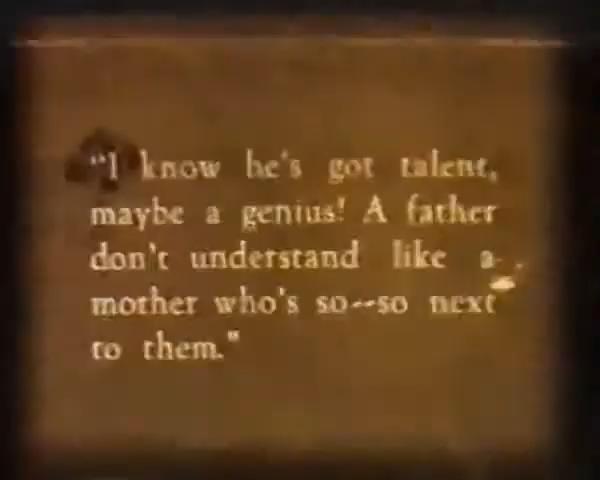 "I know he's got talent,
maybe a genius! A father
don't understand like a
mother who's so--so next
to them."